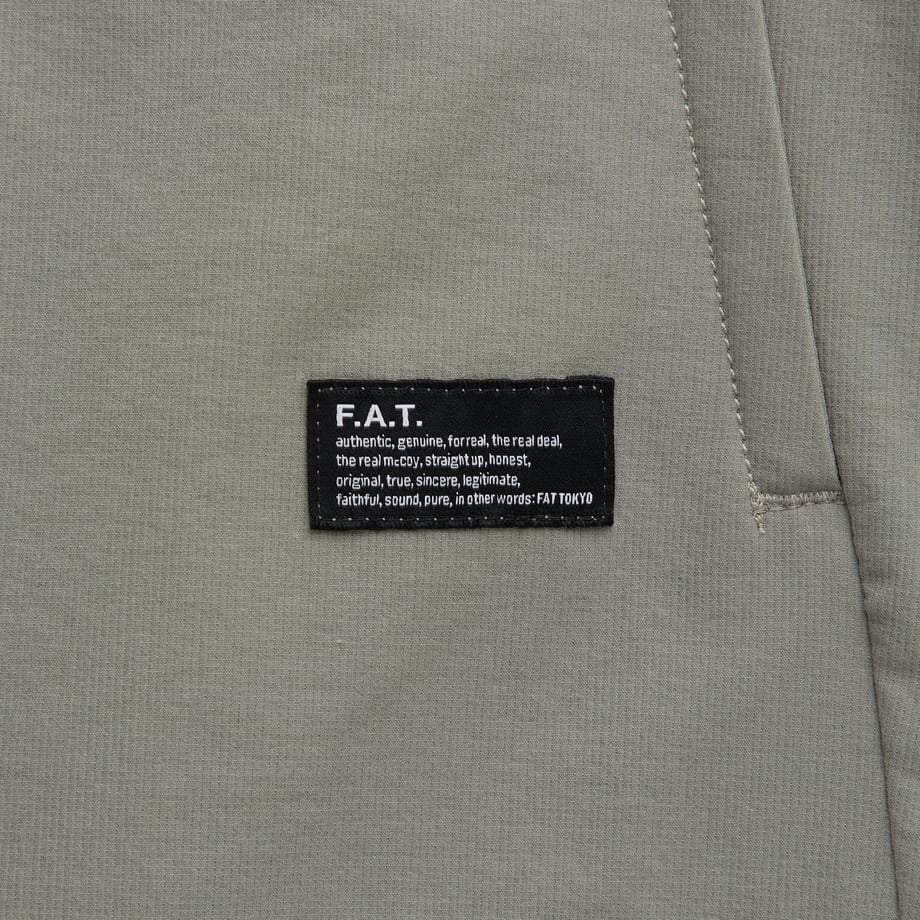 F.A.T.
authentic, genuine, for real, the real deal,
the real mccoy, straight up, honest,
original, true, sincere, legitimate,
faithful, sound, pure, in other words: FAT TOKYO